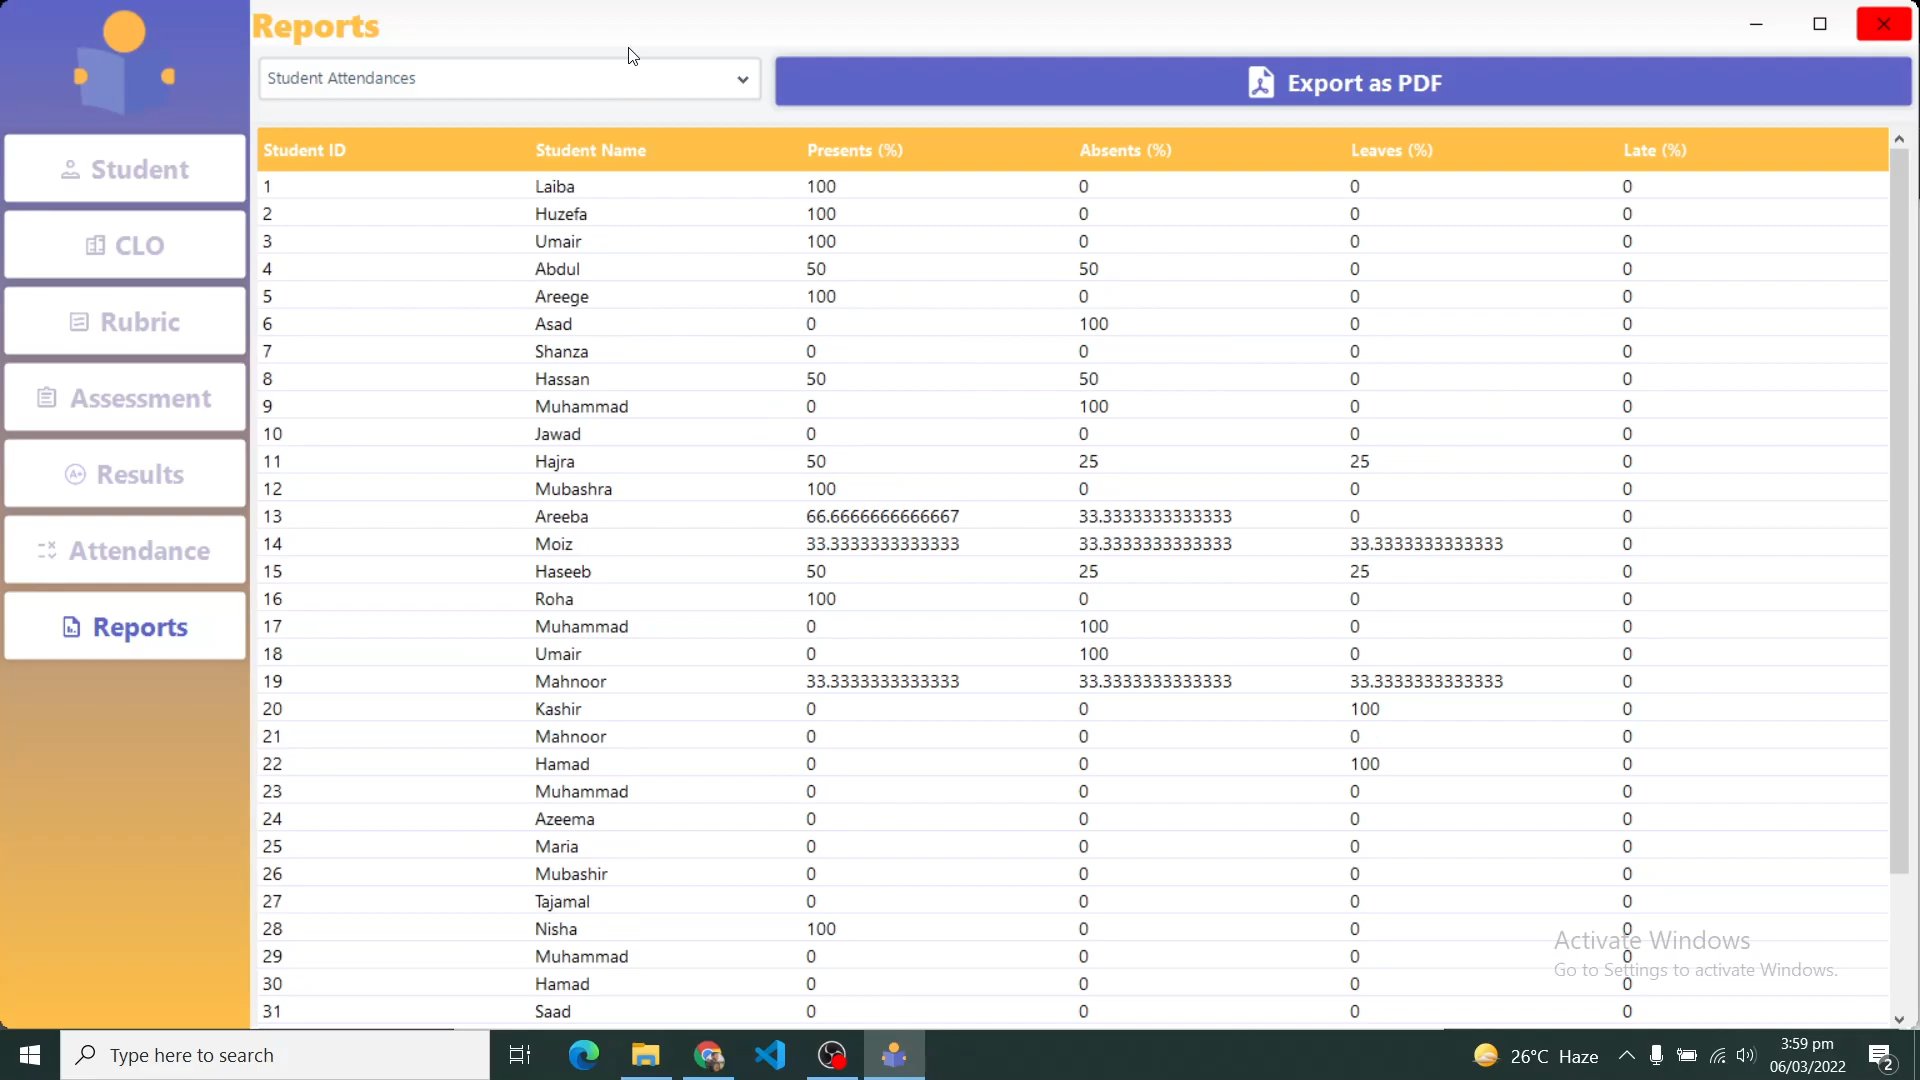 Reports
Student Attendances
Export as PDF
Student
CLO
Rubric
Assessment
Results
Attendance
Reports
Student ID Student Name Presents (%) Absents (%) Leaves (%) Late (%)
1 Laiba 100 0 0 0
2 Huzefa 100 0 0 0
3 Umair 100 0 0 0
4 Abdul 50 50 0 0
5 Areege 100 0 0 0
6 Asad 0 100 0 0
7 Shanza 0 0 0 0
8 Hassan 50 50 0 0
9 Muhammad 0 100 0 0
10 Jawad 0 0 0 0
11 Hajra 50 25 25 0
12 Mubashra 100 0 0 0
13 Areeba 66.6666666666667 33.3333333333333 0 0
14 Moiz 33.3333333333333 33.3333333333333 33.3333333333333 0
15 Haseeb 50 25 25 0
16 Roha 100 0 0 0
17 Muhammad 0 100 0 0
18 Umair 0 100 0 0
19 Mahnoor 33.3333333333333 33.3333333333333 33.3333333333333 0
20 Kashir 0 0 100 0
21 Mahnoor 0 0 0 0
22 Hamad 0 0 100 0
23 Muhammad 0 0 0 0
24 Azeema 0 0 0 0
25 Maria 0 0 0 0
26 Mubashir 0 0 0 0
27 Tajamal 0 0 0 0
28 Nisha 100 0 0 0
29 Muhammad 0 0 0 0
30 Hamad 0 0 0 0
31 Saad 0 0 0 0
Activate Windows
Go to Settings to activate Windows.
Type here to search
26°C Haze
3:59 pm
06/03/2022
2